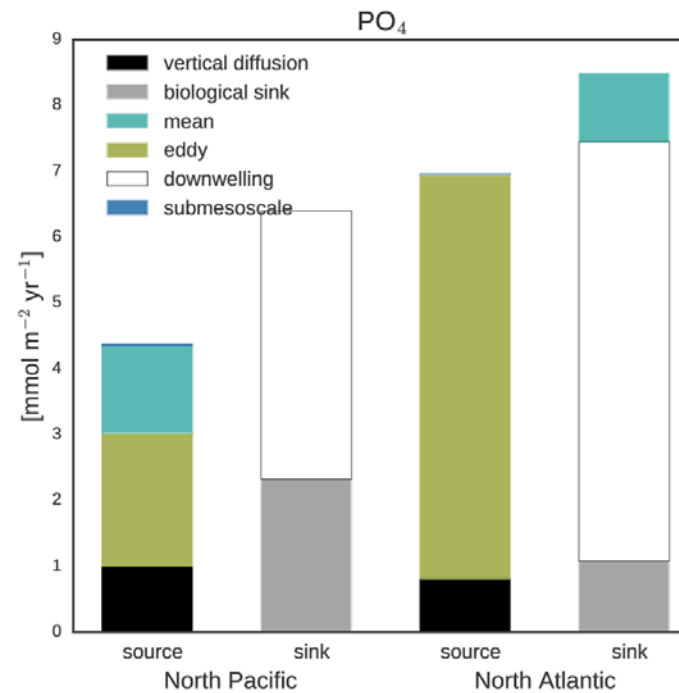 PO₄
9
8
7
6
5
4
3
2
1
0
[mmol m⁻² yr⁻¹]
vertical diffusion
biological sink
mean
eddy
downwelling
submesoscale
source
sink
source
sink
North Pacific
North Atlantic